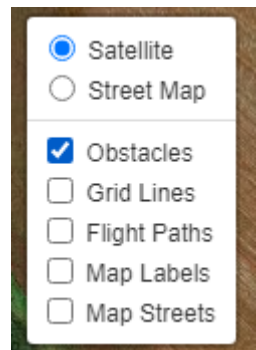 Satellite
Street Map
Obstacles
Grid Lines
Flight Paths
Map Labels
Map Streets